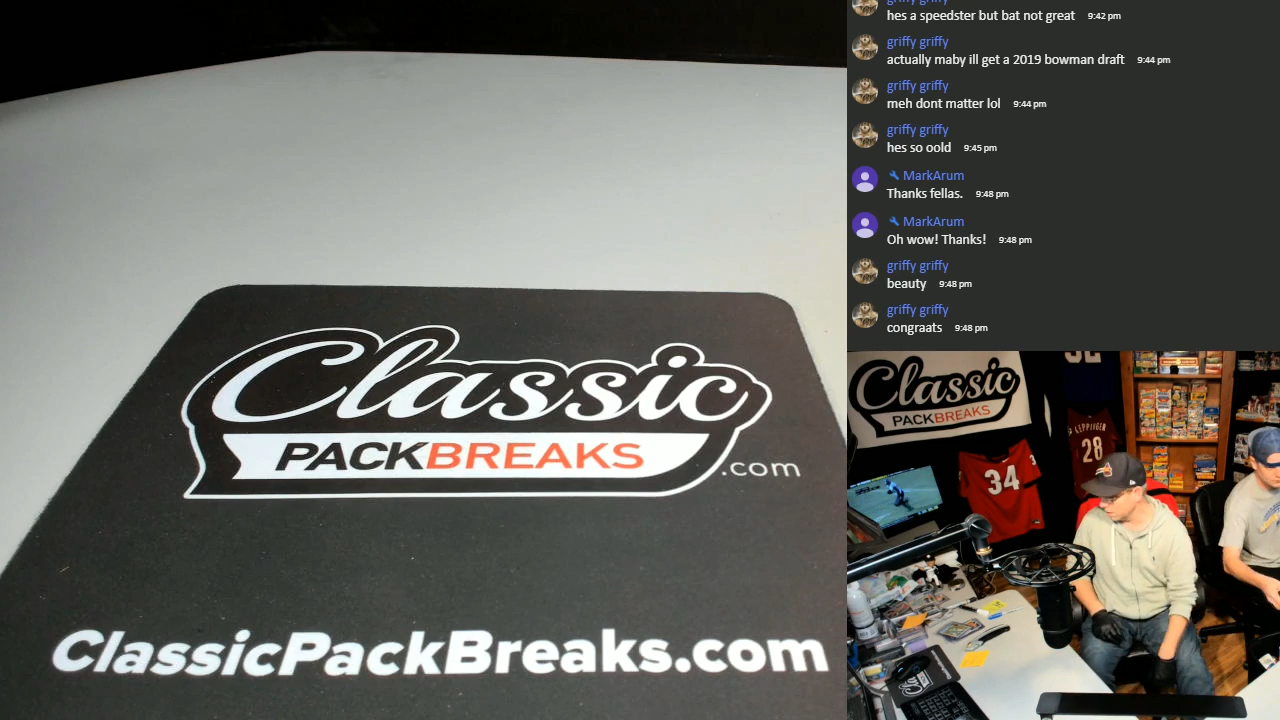 Classic
PACKBREAKS
.com
ClassicPackBreaks.com
griffy griffy
hes a speedster but bat not great 9:42 pm
griffy griffy
actually maby ill get a 2019 bowman draft 9:44 pm
griffy griffy
meh dont matter lol 9:44 pm
griffy griffy
hes so oold 9:45 pm
MarkArum
Thanks fellas. 9:48 pm
MarkArum
Oh wow! Thanks! 9:48 pm
griffy griffy
beauty 9:48 pm
griffy griffy
congraats 9:48 pm
Classic
PACKBREAKS
34
LEPPINGER
28